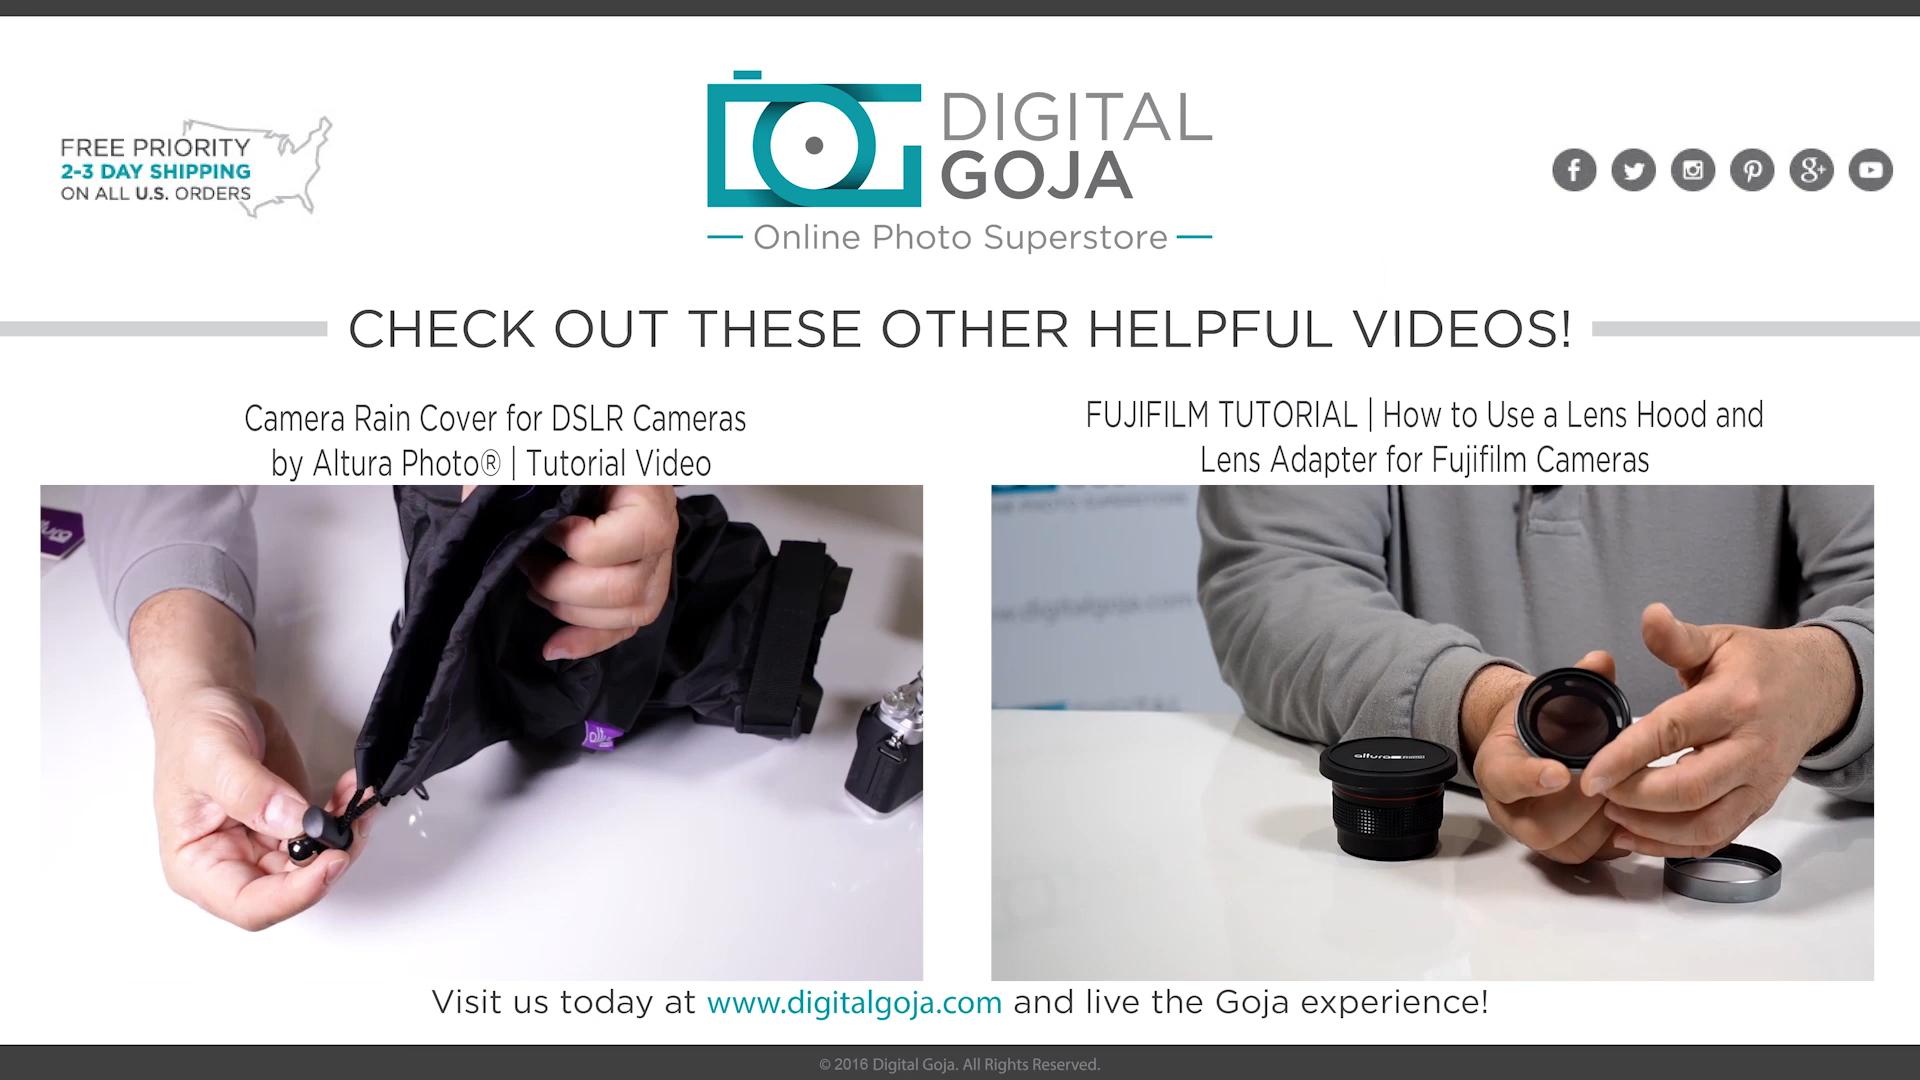 FREE PRIORITY
2-3 DAY SHIPPING
ON ALL U.S. ORDERS
DIGITAL
GOJA
Online Photo Superstore
CHECK OUT THESE OTHER HELPFUL VIDEOS!
Camera Rain Cover for DSLR Cameras
by Altura Photo® | Tutorial Video
FUJIFILM TUTORIAL | How to Use a Lens Hood and
Lens Adapter for Fujifilm Cameras
altura
Visit us today at www.digitalgoja.com and live the Goja experience!
© 2016 Digital Goja. All Rights Reserved.